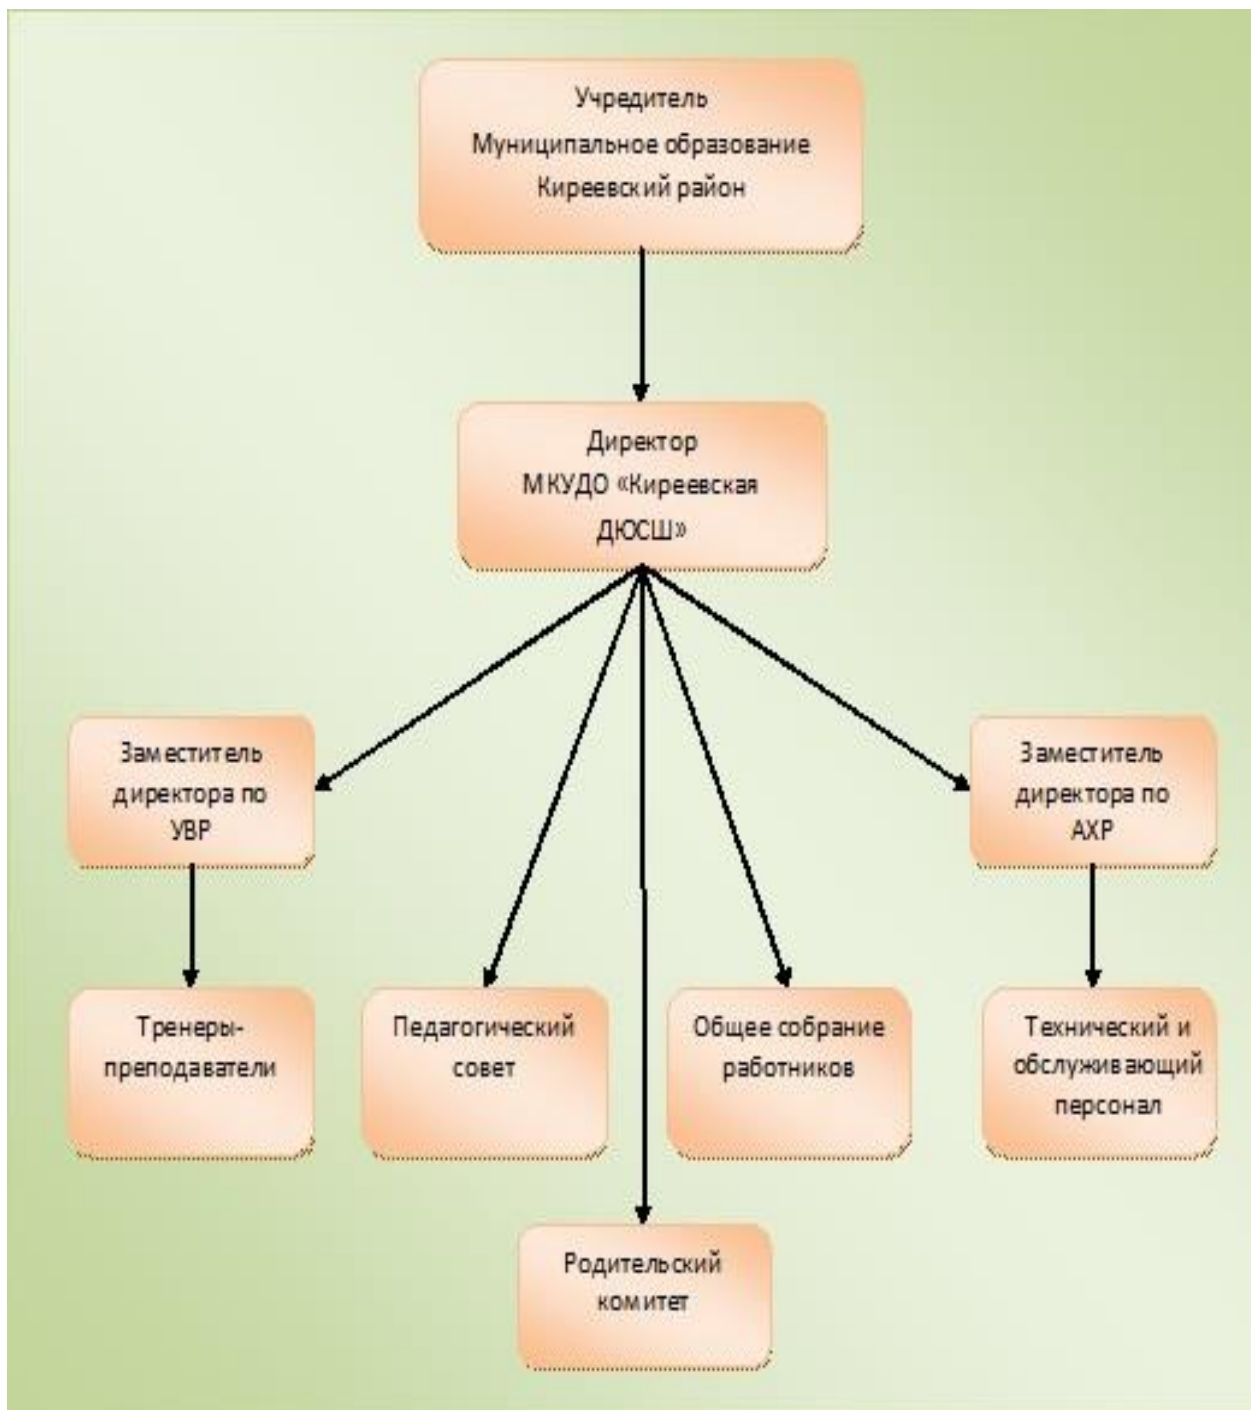 Учредитель
Муниципальное образование
Киреевский район
Директор
МКУДО «Киреевская
ДЮСШ»
Заместитель
директора по
УВР
Заместитель
директора по
АХР
Тренеры-
преподаватели
Педагогический
совет
Общее собрание
работников
Технический и
обслуживающий
персонал
Родительский
комитет